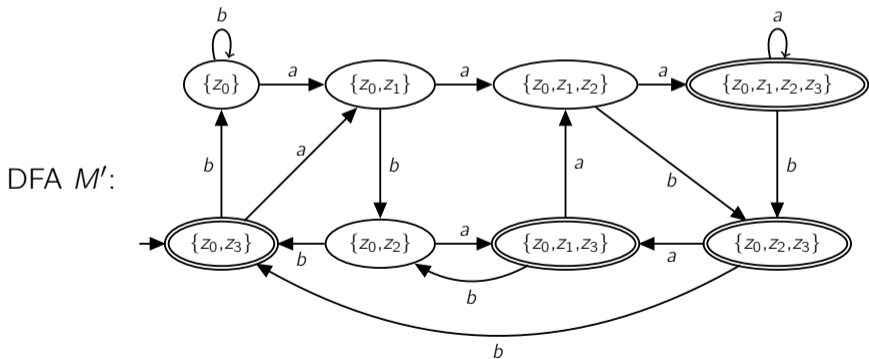 b
a
{z₀} a {z₀,z₁} a {z₀,z₁,z₂} a {z₀,z₁,z₂,z₃}
b a b a b b
DFA M′:
{z₀,z₃} b {z₀,z₂} a {z₀,z₁,z₃} a {z₀,z₂,z₃}
b
b